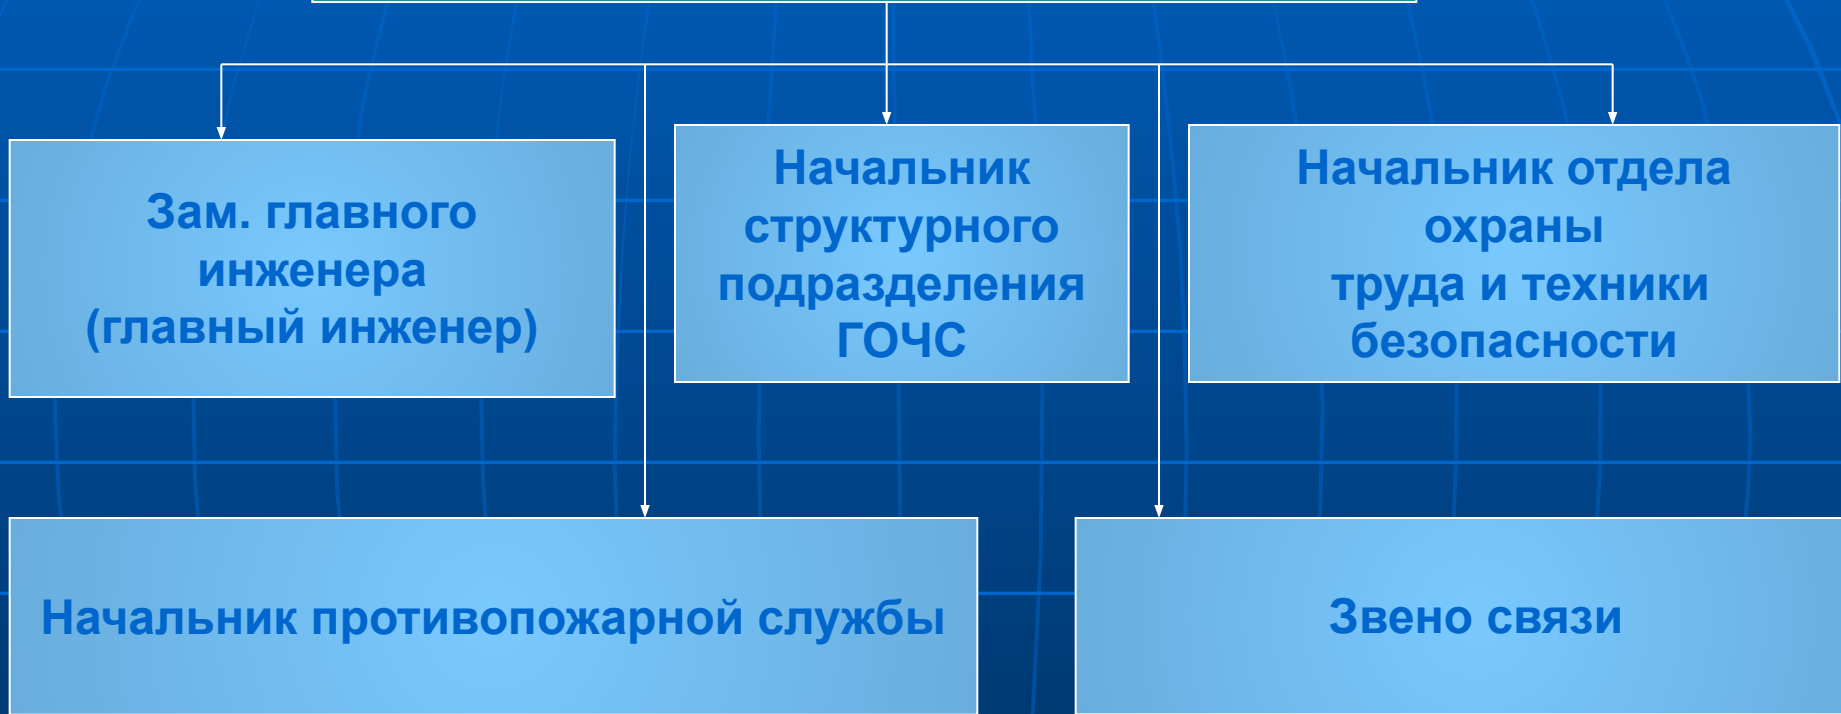 Зам. главного
инженера
(главный инженер)
Начальник
структурного
подразделения
ГОЧС
Начальник отдела
охраны
труда и техники
безопасности
Начальник противопожарной службы
Звено связи